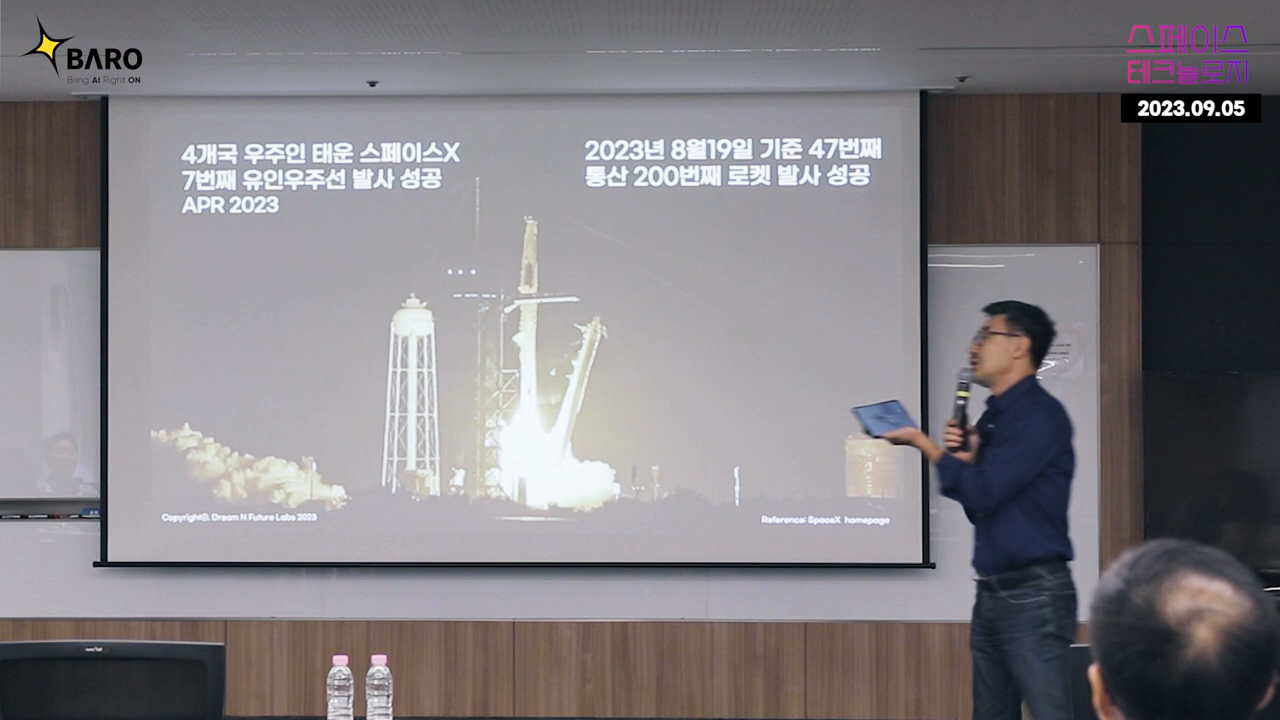 BARO
Bring AI Right ON
스페이스
테크놀로지
2023.09.05
4개국 우주인 태운 스페이스X
7번째 유인우주선 발사 성공
APR 2023
2023년 8월19일 기준 47번째
통산 200번째 로켓 발사 성공
Copyrightⓒ. Dream N Future Labs 2023
Reference: SpaceX homepage